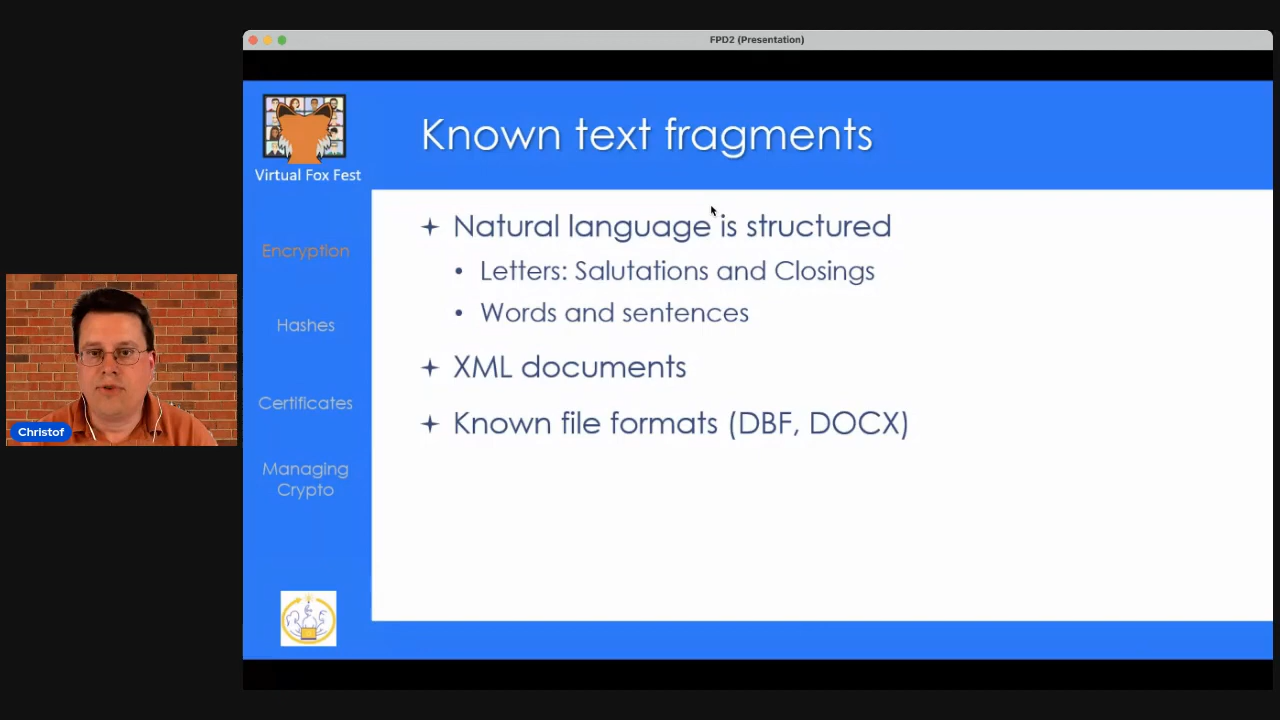 FPD2 (Presentation)
Virtual Fox Fest
Known text fragments
Encryption
Hashes
Certificates
Managing
Crypto
Natural language is structured
Letters: Salutations and Closings
Words and sentences
XML documents
Known file formats (DBF, DOCX)
Christof